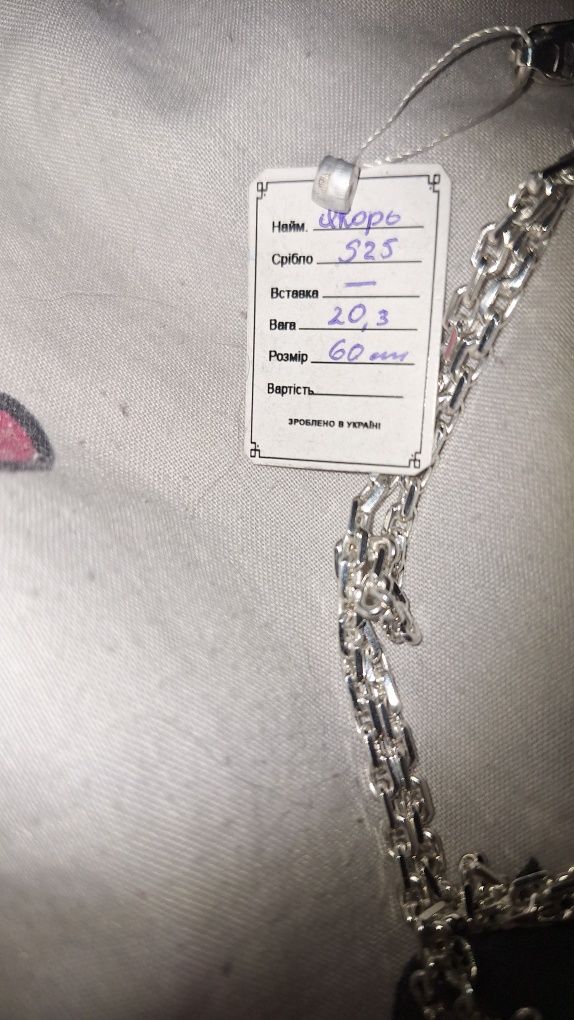 Найм. якорь
Срібло 925
Вставка —
Вага 20,3
Розмір 60 см
Вартість
ЗРОБЛЕНО В УКРАЇНІ